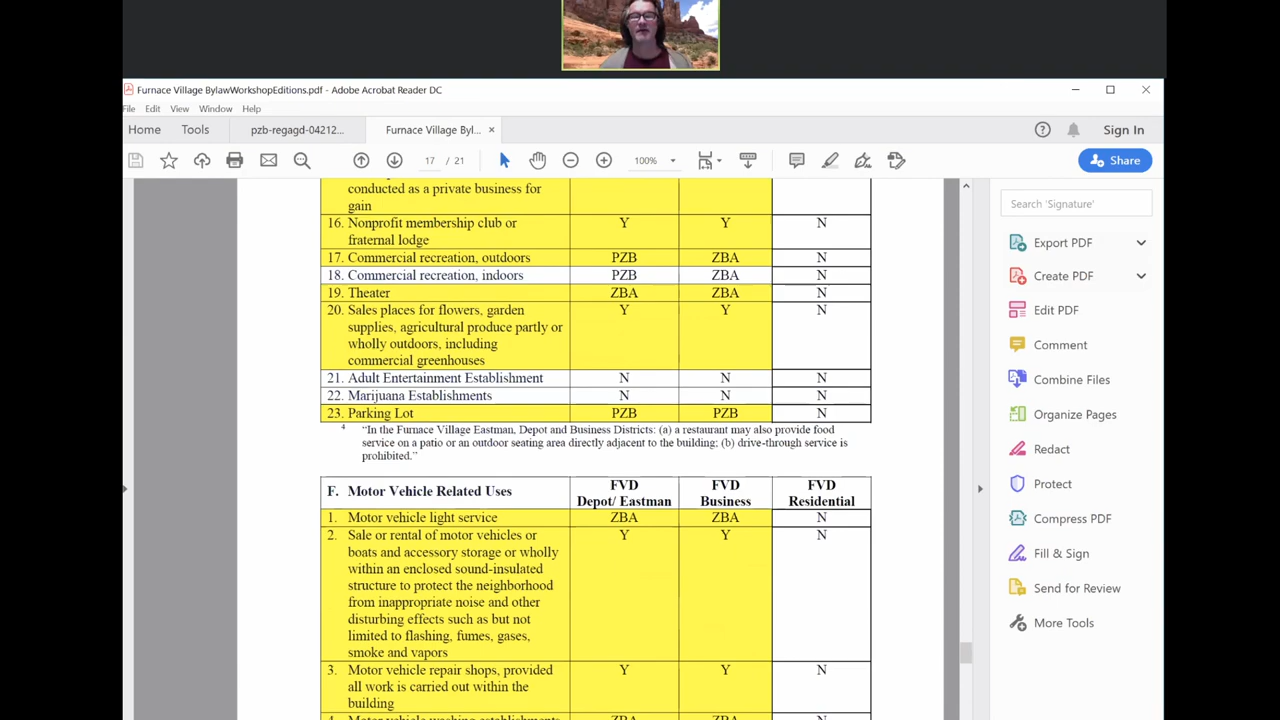 Furnace Village BylawWorkshopEditions.pdf - Adobe Acrobat Reader DC
File Edit View Window Help
Home Tools pzb-regagd-04212... Furnace Village Byl... × Sign In
17 / 21 100% Share
conducted as a private business for
gain
16. Nonprofit membership club or
fraternal lodge Y Y N
17. Commercial recreation, outdoors PZB ZBA N
18. Commercial recreation, indoors PZB ZBA N
19. Theater ZBA ZBA N
20. Sales places for flowers, garden
supplies, agricultural produce partly or
wholly outdoors, including
commercial greenhouses Y Y N
21. Adult Entertainment Establishment N N N
22. Marijuana Establishments N N N
23. Parking Lot PZB PZB N
4 “In the Furnace Village Eastman, Depot and Business Districts: (a) a restaurant may also provide food
service on a patio or an outdoor seating area directly adjacent to the building; (b) drive-through service is
prohibited.”
F. Motor Vehicle Related Uses FVD Depot/ Eastman FVD Business FVD Residential
1. Motor vehicle light service ZBA ZBA N
2. Sale or rental of motor vehicles or
boats and accessory storage or wholly
within an enclosed sound-insulated
structure to protect the neighborhood
from inappropriate noise and other
disturbing effects such as but not
limited to flashing, fumes, gases,
smoke and vapors Y Y N
3. Motor vehicle repair shops, provided
all work is carried out within the
building Y Y N
4. Motor vehicle washing establishments ZBA ZBA N
Search 'Signature'
Export PDF
Create PDF
Edit PDF
Comment
Combine Files
Organize Pages
Redact
Protect
Compress PDF
Fill & Sign
Send for Review
More Tools